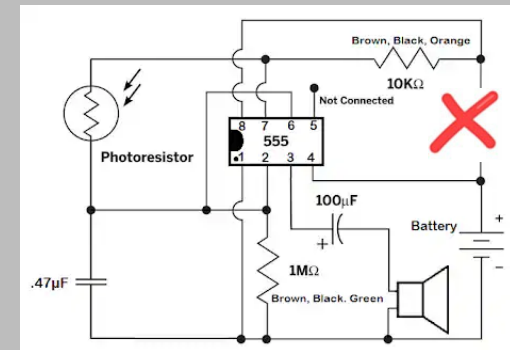 Brown, Black, Orange
10KΩ
Not Connected
8 7 6 5
555
Photoresistor
1 2 3 4
100µF
+
Battery
+
-
1MΩ
.47µF
Brown, Black. Green